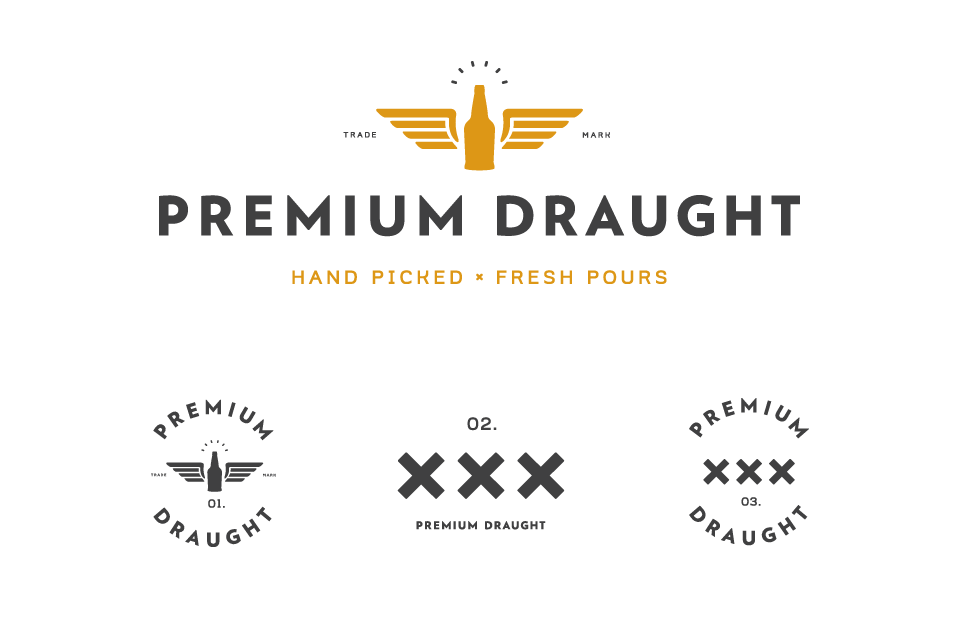 TRADE MARK
PREMIUM DRAUGHT
HAND PICKED × FRESH POURS
PREMIUM
TRADE MARK
01.
DRAUGHT
02.
XXX
PREMIUM DRAUGHT
PREMIUM
XXX
03.
DRAUGHT